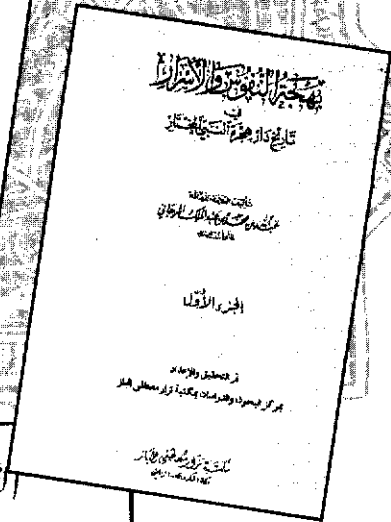 بهجة النفوس والأسرار
في
تاريخ دار هجرة النبي المختار
عبد الله بن محمد بن عبد الملك المرجاني
الجزء الأول
تم التحقيق والإعداد
بمركز البحوث والدراسات بمكتبة نزار مصطفى الباز
مكتبة نزار مصطفى الباز